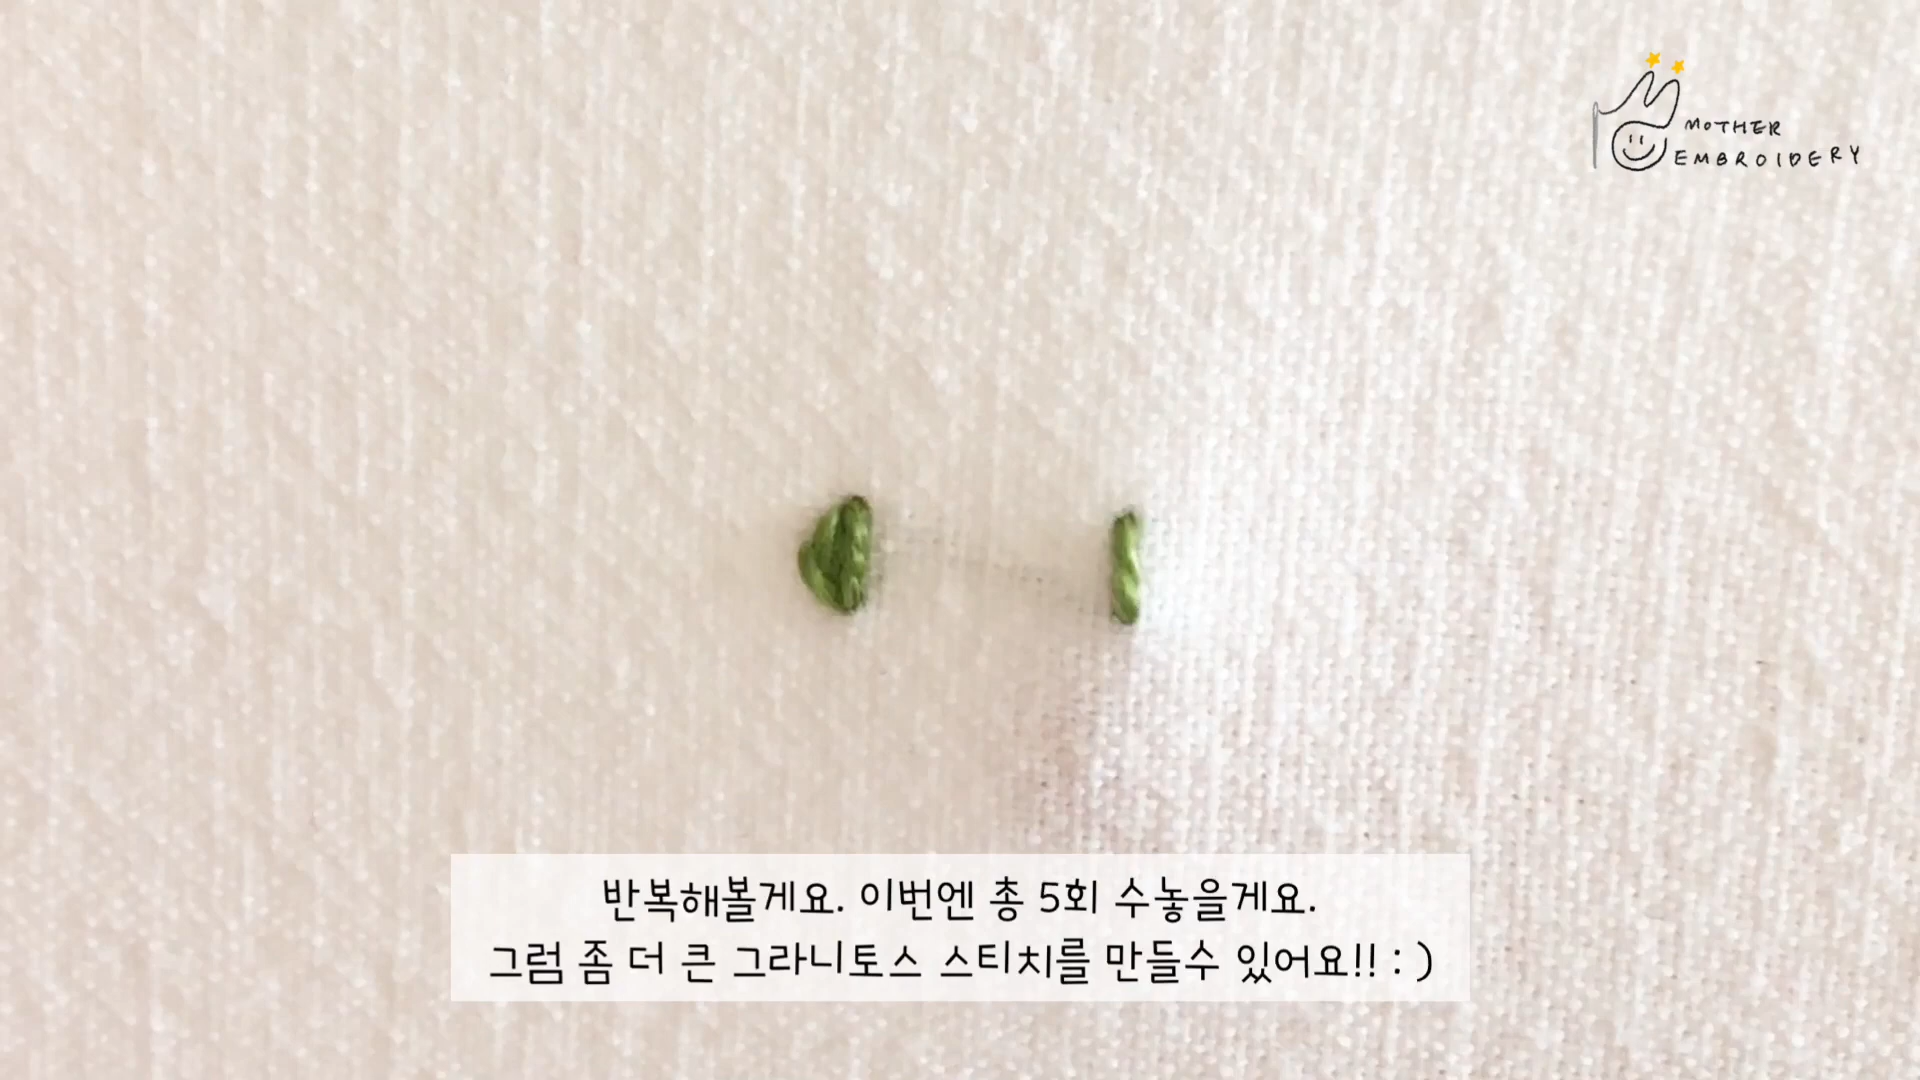 MOTHER
EMBROIDERY
반복해볼게요. 이번엔 총 5회 수놓을게요.
그럼 좀 더 큰 그라니토스 스티치를 만들수 있어요!! : )